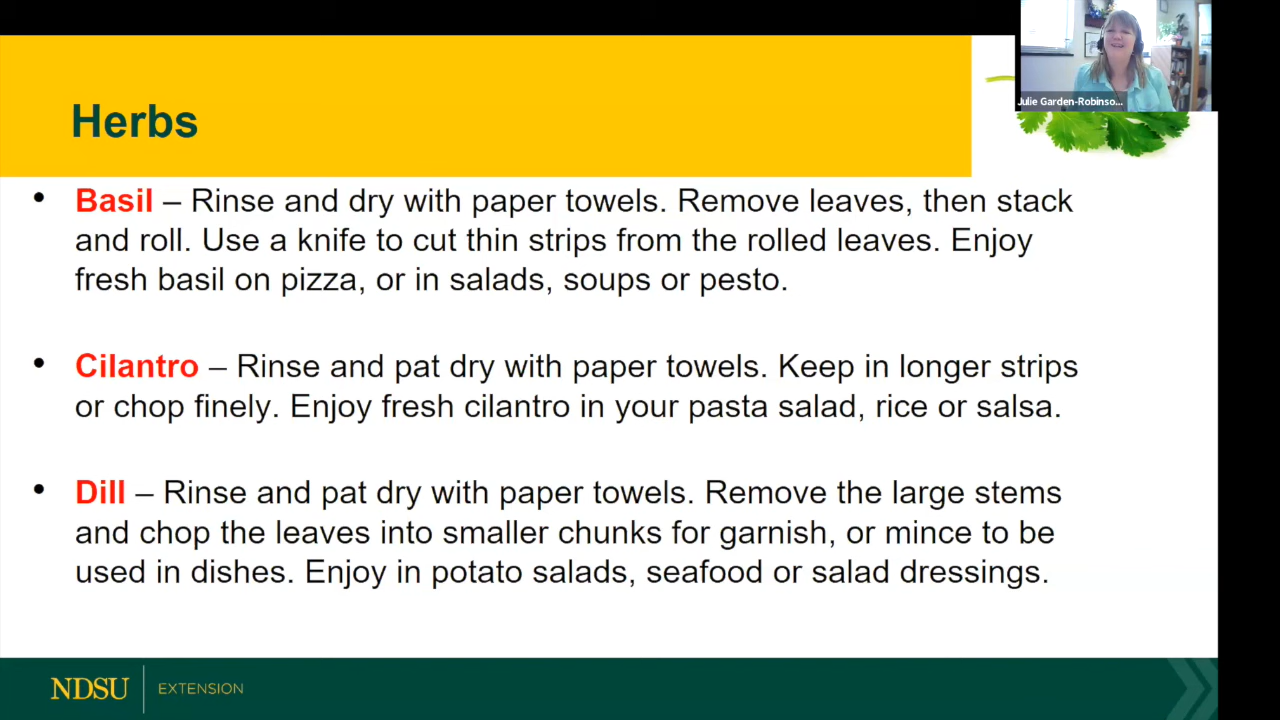 Julie Garden-Robinso...
Herbs
• Basil – Rinse and dry with paper towels. Remove leaves, then stack
and roll. Use a knife to cut thin strips from the rolled leaves. Enjoy
fresh basil on pizza, or in salads, soups or pesto.
• Cilantro – Rinse and pat dry with paper towels. Keep in longer strips
or chop finely. Enjoy fresh cilantro in your pasta salad, rice or salsa.
• Dill – Rinse and pat dry with paper towels. Remove the large stems
and chop the leaves into smaller chunks for garnish, or mince to be
used in dishes. Enjoy in potato salads, seafood or salad dressings.
NDSU EXTENSION